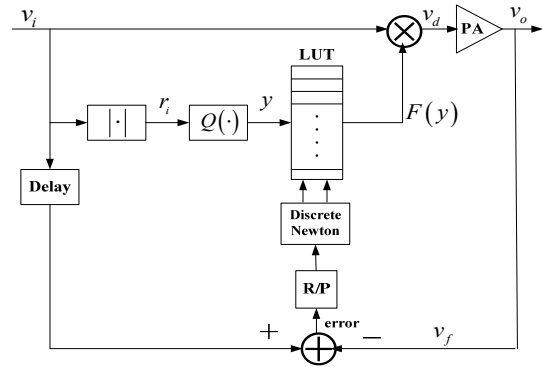 v_i
v_d
PA
v_o
LUT
|·|
r_i
Q(·)
y
F(y)
Delay
Discrete
Newton
R/P
error
+
−
v_f